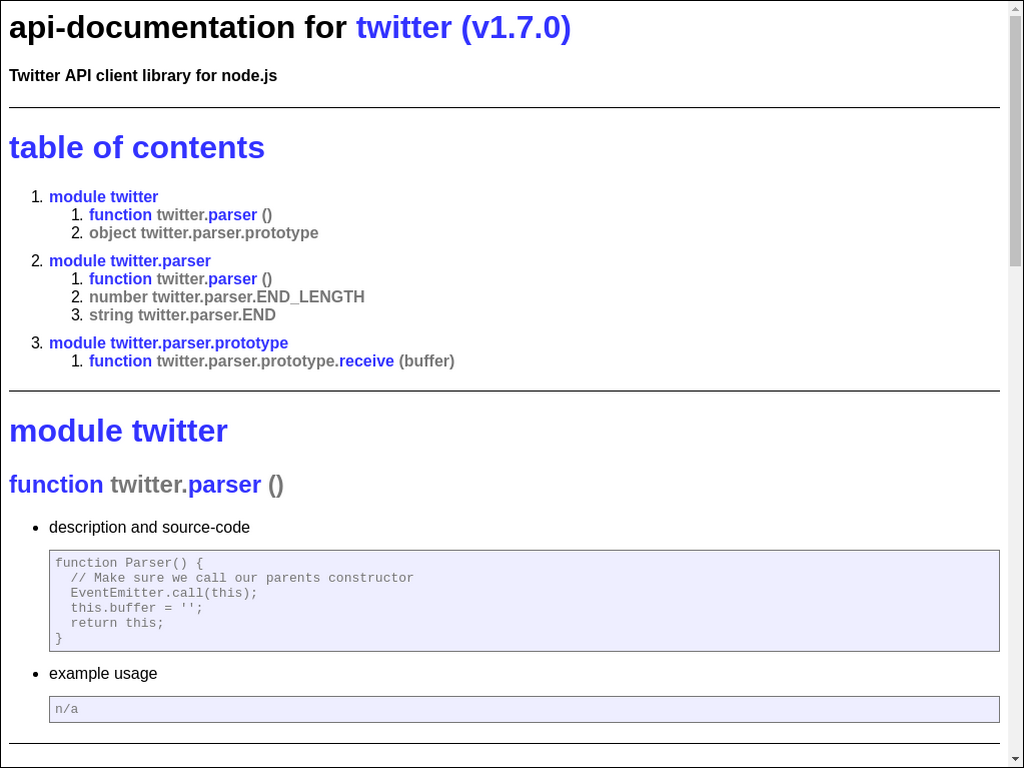 api-documentation for twitter (v1.7.0)
Twitter API client library for node.js
table of contents
1. module twitter
1. function twitter.parser ()
2. object twitter.parser.prototype
2. module twitter.parser
1. function twitter.parser ()
2. number twitter.parser.END_LENGTH
3. string twitter.parser.END
3. module twitter.parser.prototype
1. function twitter.parser.prototype.receive (buffer)
module twitter
function twitter.parser ()
• description and source-code
function Parser() {
  // Make sure we call our parents constructor
  EventEmitter.call(this);
  this.buffer = '';
  return this;
}
• example usage
n/a